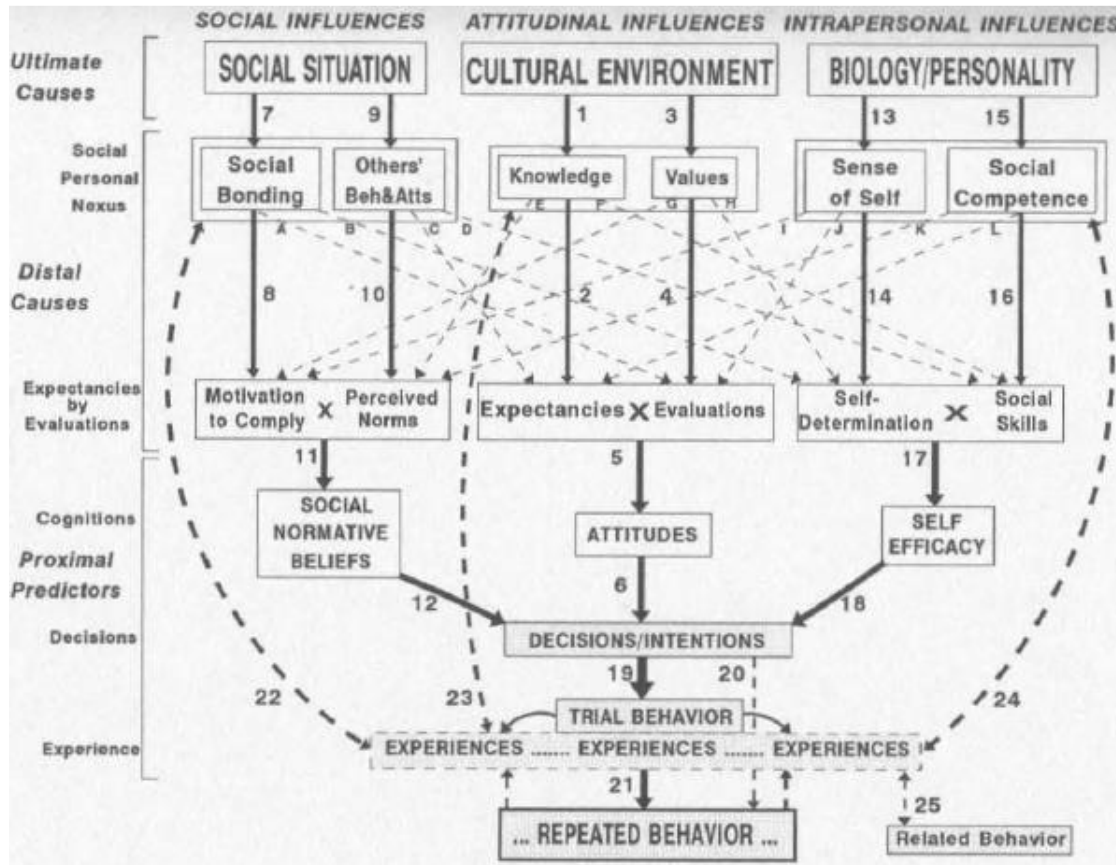 SOCIAL INFLUENCES ATTITUDINAL INFLUENCES INTRAPERSONAL INFLUENCES
Ultimate
Causes
SOCIAL SITUATION CULTURAL ENVIRONMENT BIOLOGY/PERSONALITY
7 9 1 3 13 15
Social
Personal
Nexus
Social
Bonding
Others'
Beh&Atts
Knowledge
Values
Sense
of Self
Social
Competence
A B C D E F G H I J K L
Distal
Causes
8 10 2 4 14 16
Expectancies
by
Evaluations
Motivation
to Comply
X
Perceived
Norms
Expectancies X Evaluations
Self-
Determination
X
Social
Skills
11 5 17
Cognitions
SOCIAL
NORMATIVE
BELIEFS
ATTITUDES
SELF
EFFICACY
Proximal
Predictors
12 6 18
Decisions
DECISIONS/INTENTIONS
19 20
22 23 24
TRIAL BEHAVIOR
Experience
EXPERIENCES ....... EXPERIENCES ........ EXPERIENCES
21 25
... REPEATED BEHAVIOR ...
Related Behavior